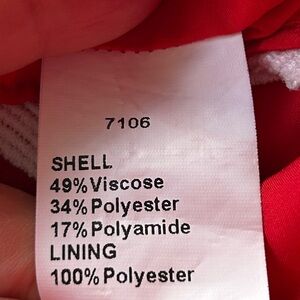 7106
SHELL
49% Viscose
34% Polyester
17% Polyamide
LINING
100% Polyester